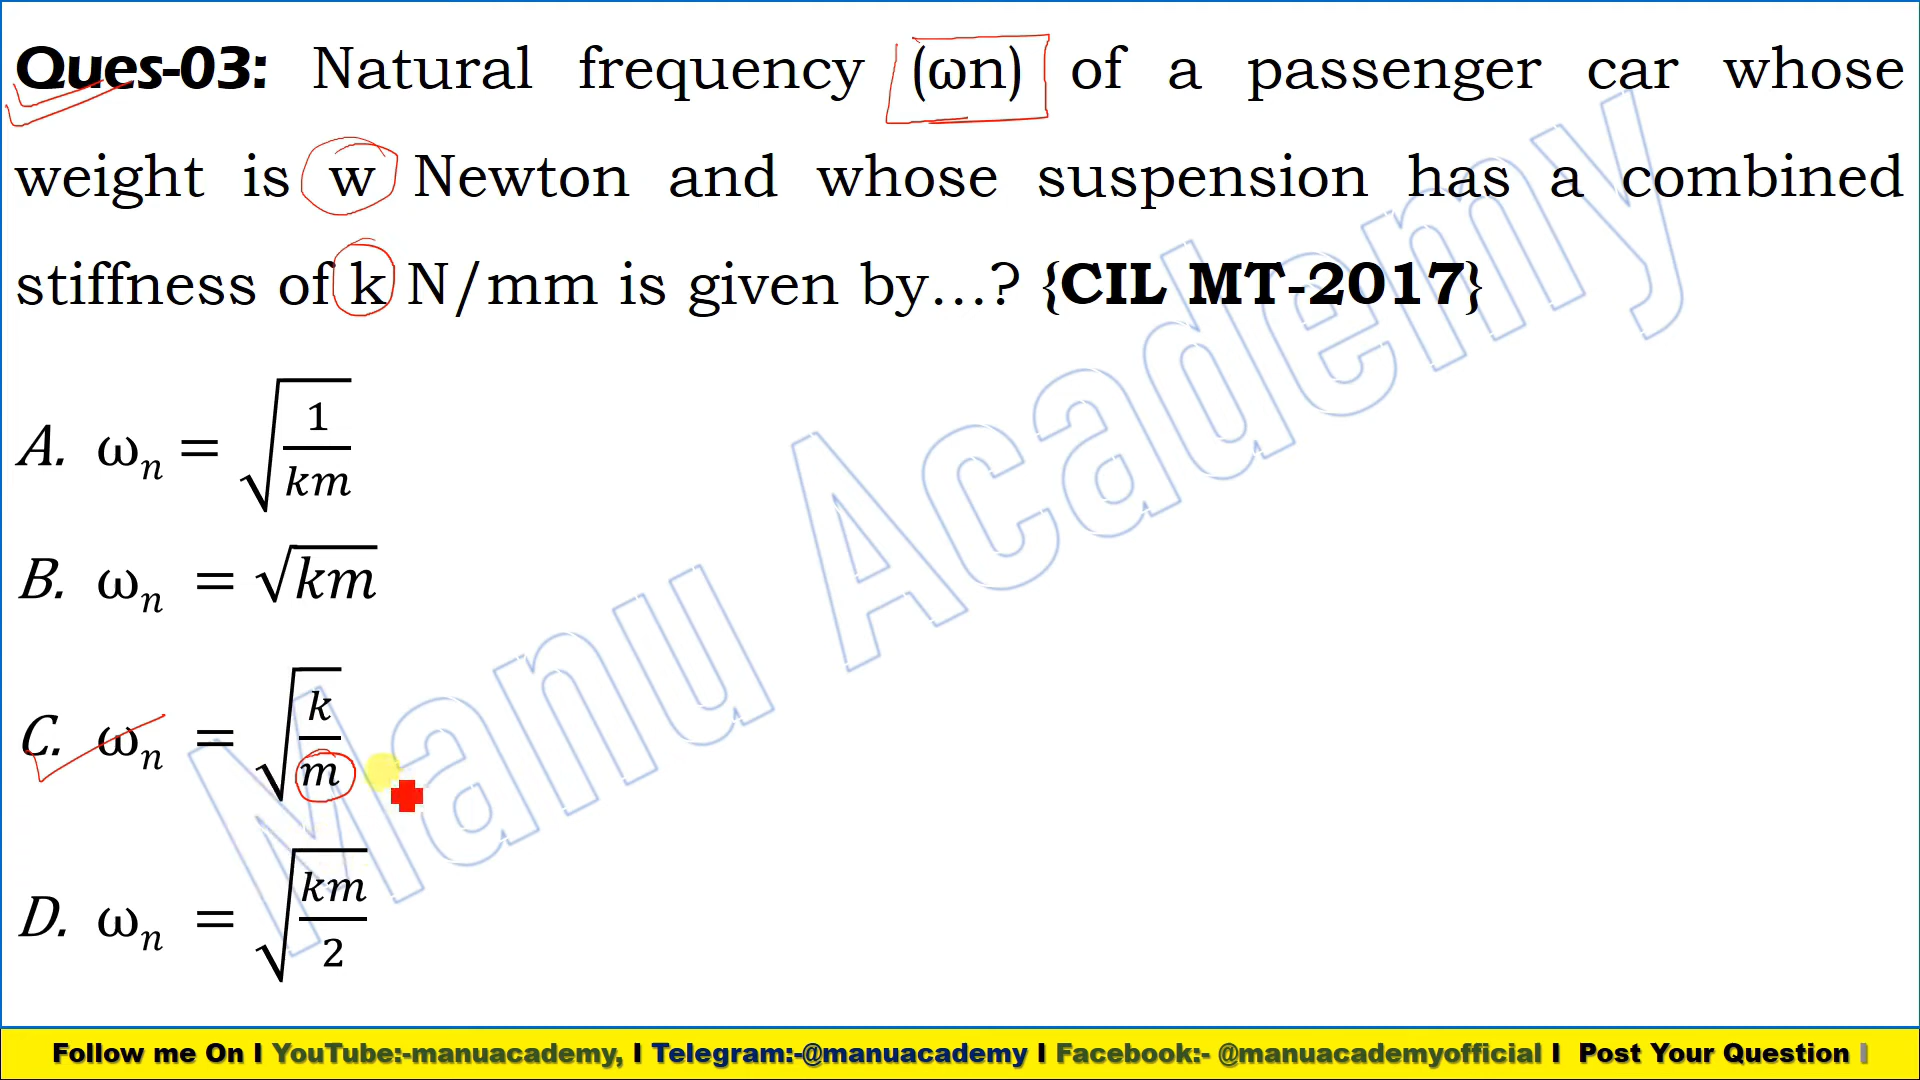 Ques-03: Natural frequency (ωn) of a passenger car whose
weight is w Newton and whose suspension has a combined
stiffness of k N/mm is given by...? {CIL MT-2017}
A. ωₙ = √(1/km)
B. ωₙ = √km
C. ωₙ = √(k/m)
D. ωₙ = √(km/2)
Manu Academy
Follow me On I YouTube:-manuacademy, I Telegram:-@manuacademy I Facebook:- @manuacademyofficial I Post Your Question I